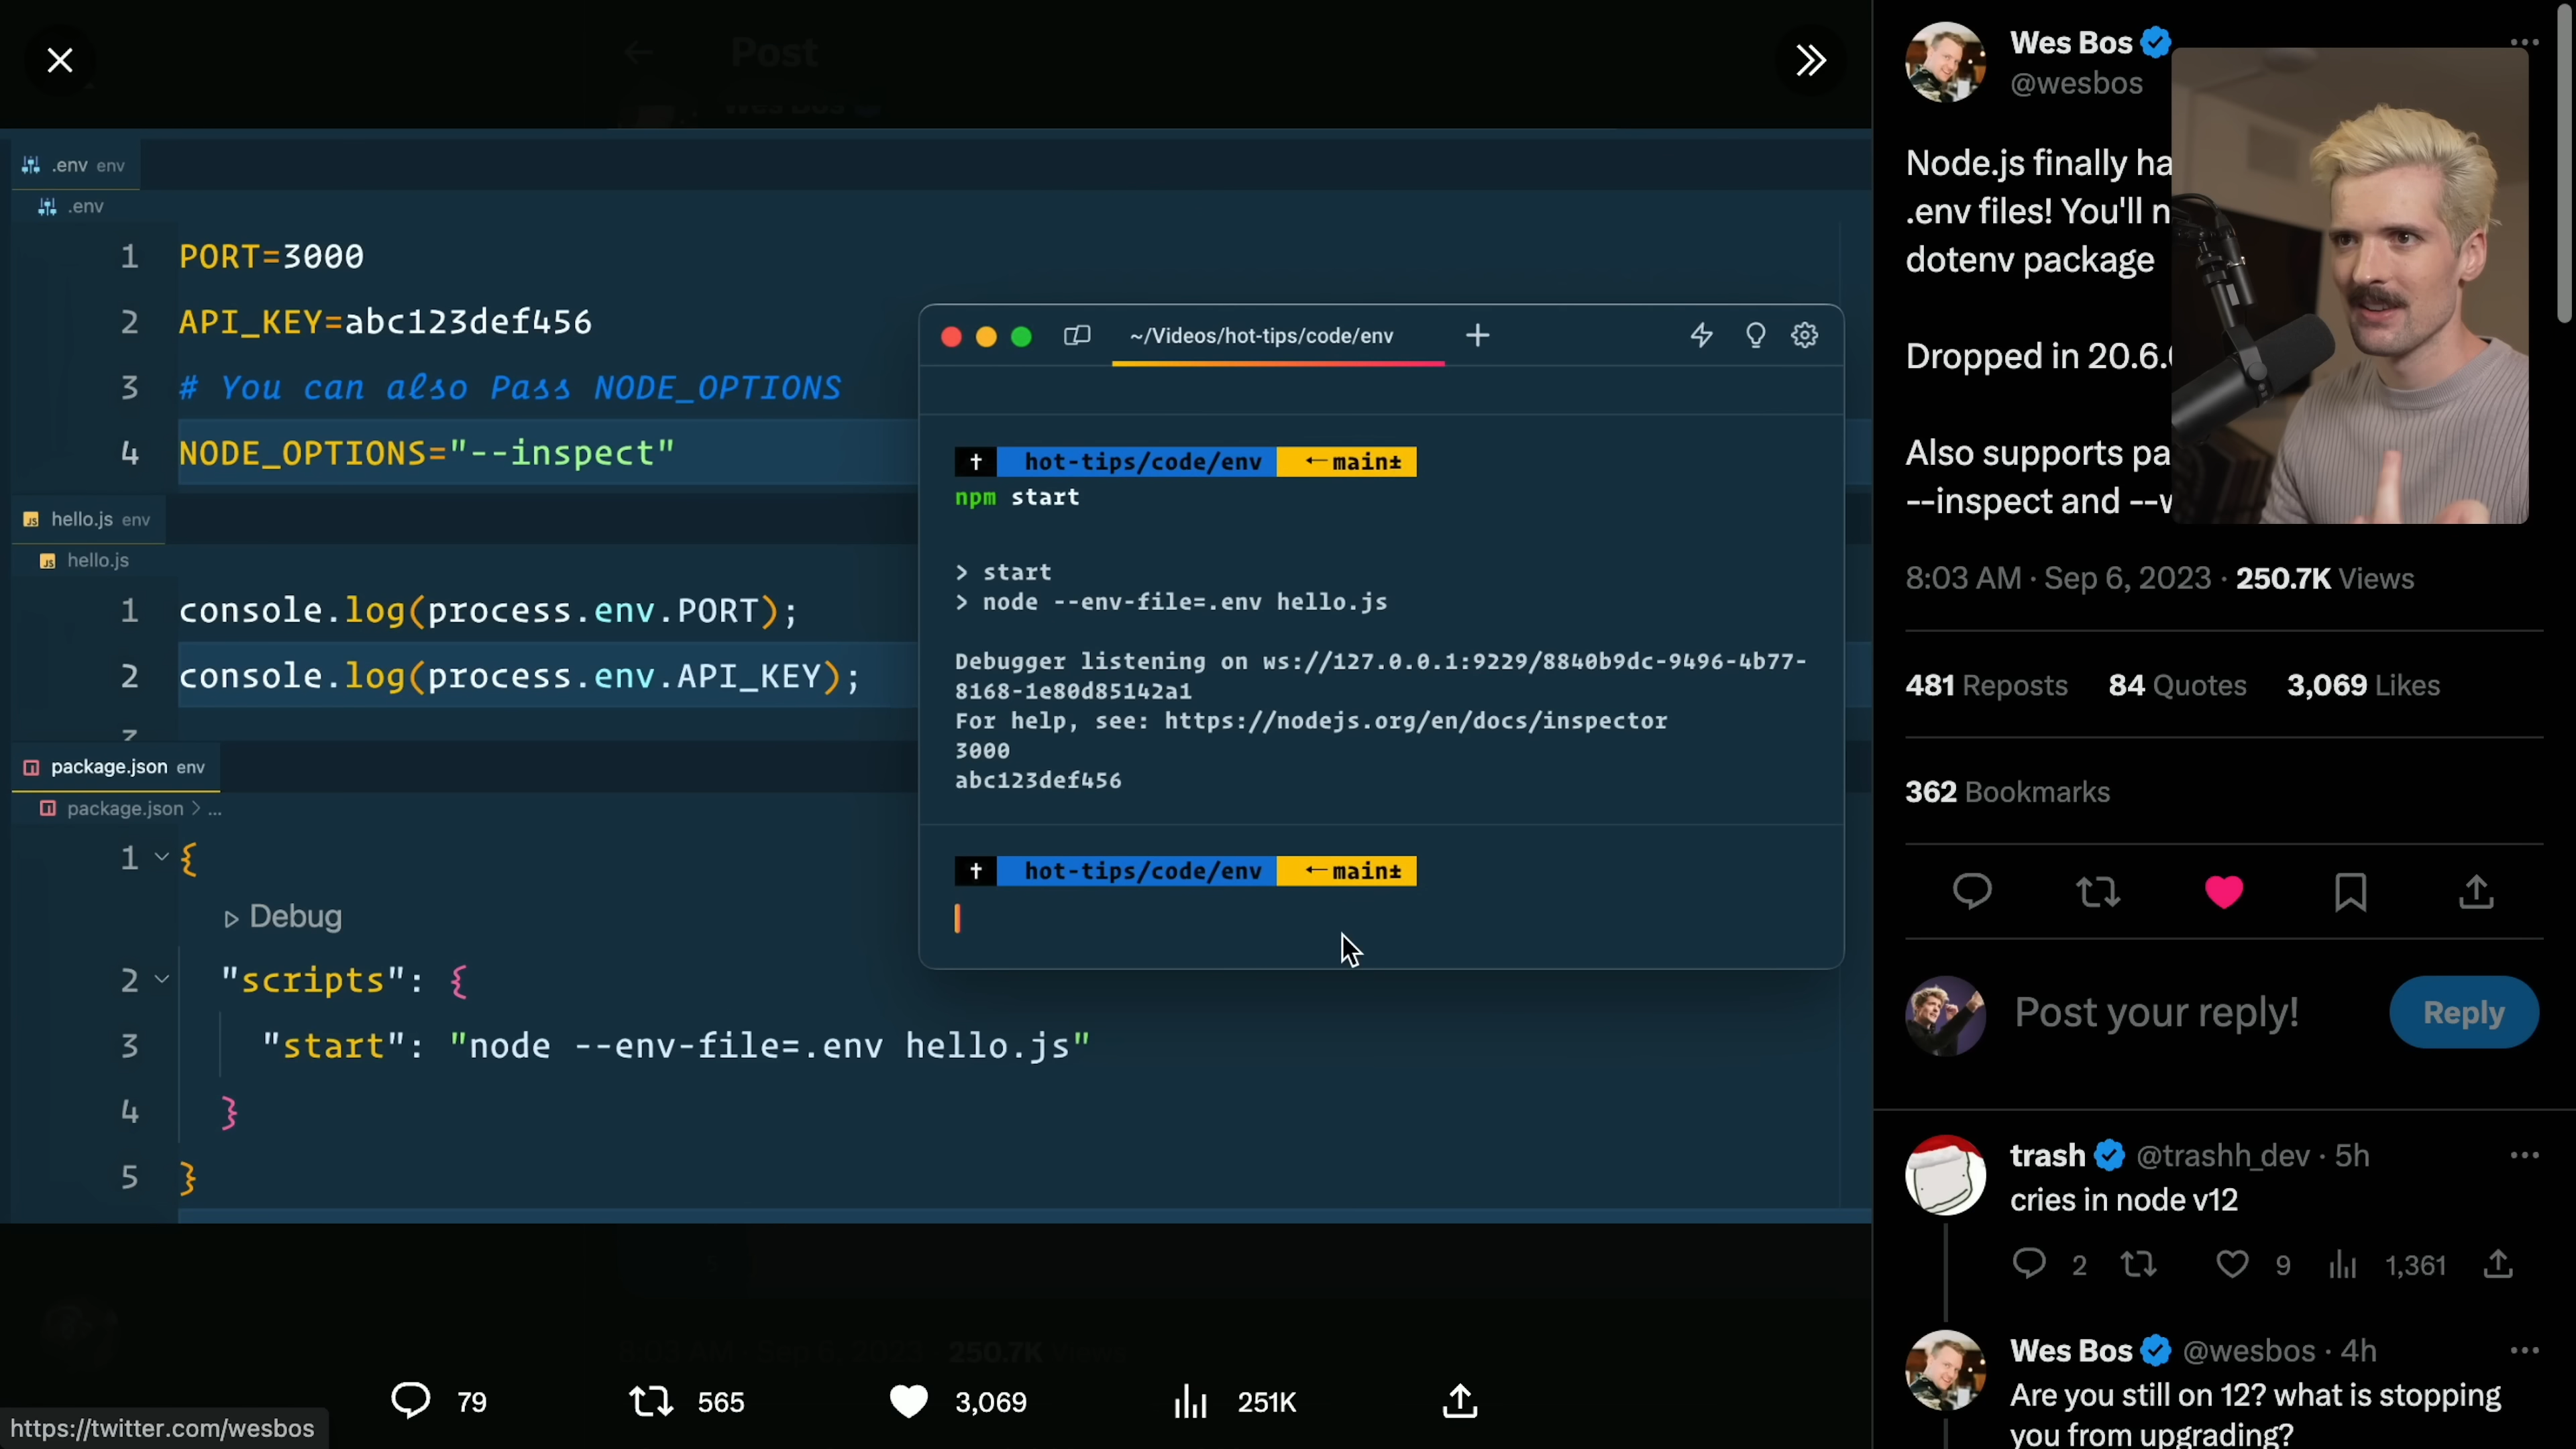 Post
Wes Bos
.env env
.env
1 PORT=3000
2 API_KEY=abc123def456
3 # You can also Pass NODE_OPTIONS
4 NODE_OPTIONS="--inspect"
hello.js env
hello.js
1 console.log(process.env.PORT);
2 console.log(process.env.API_KEY);
package.json env
package.json > ...
1 {
Debug
2 "scripts": {
3 "start": "node --env-file=.env hello.js"
4 }
5 }
~/Videos/hot-tips/code/env
hot-tips/code/env ←main±
npm start
> start
> node --env-file=.env hello.js
Debugger listening on ws://127.0.0.1:9229/8840b9dc-9496-4b77-
8168-1e80d85142a1
For help, see: https://nodejs.org/en/docs/inspector
3000
abc123def456
hot-tips/code/env ←main±
79 565 3,069 251K
https://twitter.com/wesbos
Wes Bos
@wesbos
Node.js finally
.env files! You'll
dotenv package
Dropped in 20.6.
Also supports
--inspect and
8:03 AM · Sep 6, 2023 · 250.7K Views
481 Reposts 84 Quotes 3,069 Likes
362 Bookmarks
Post your reply!
Reply
trash @trashh_dev · 5h
cries in node v12
2 9 1,361
Wes Bos @wesbos · 4h
Are you still on 12? what is stopping
you from upgrading?